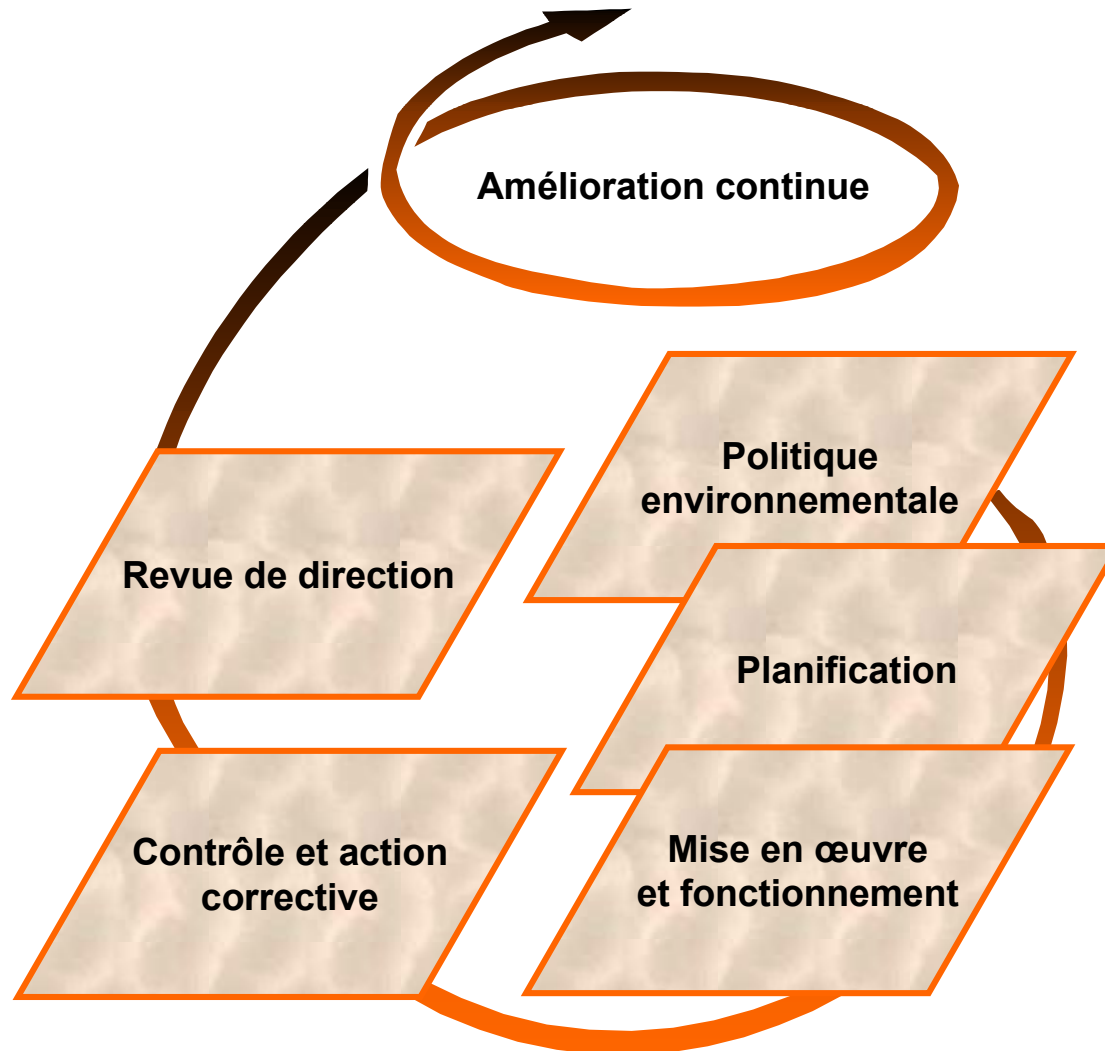 Amélioration continue
Politique
environnementale
Revue de direction
Planification
Contrôle et action
corrective
Mise en œuvre
et fonctionnement